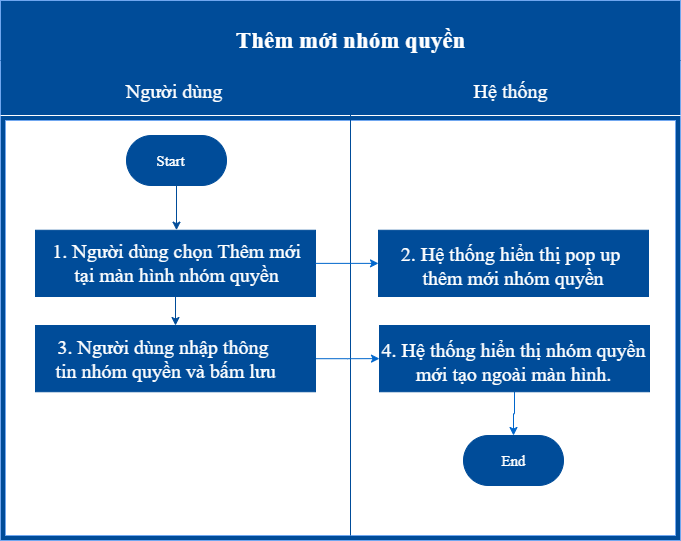 Thêm mới nhóm quyền
Người dùng
Hệ thống
Start
1. Người dùng chọn Thêm mới
tại màn hình nhóm quyền
2. Hệ thống hiển thị pop up
thêm mới nhóm quyền
3. Người dùng nhập thông
tin nhóm quyền và bấm lưu
4. Hệ thống hiển thị nhóm quyền
mới tạo ngoài màn hình.
End